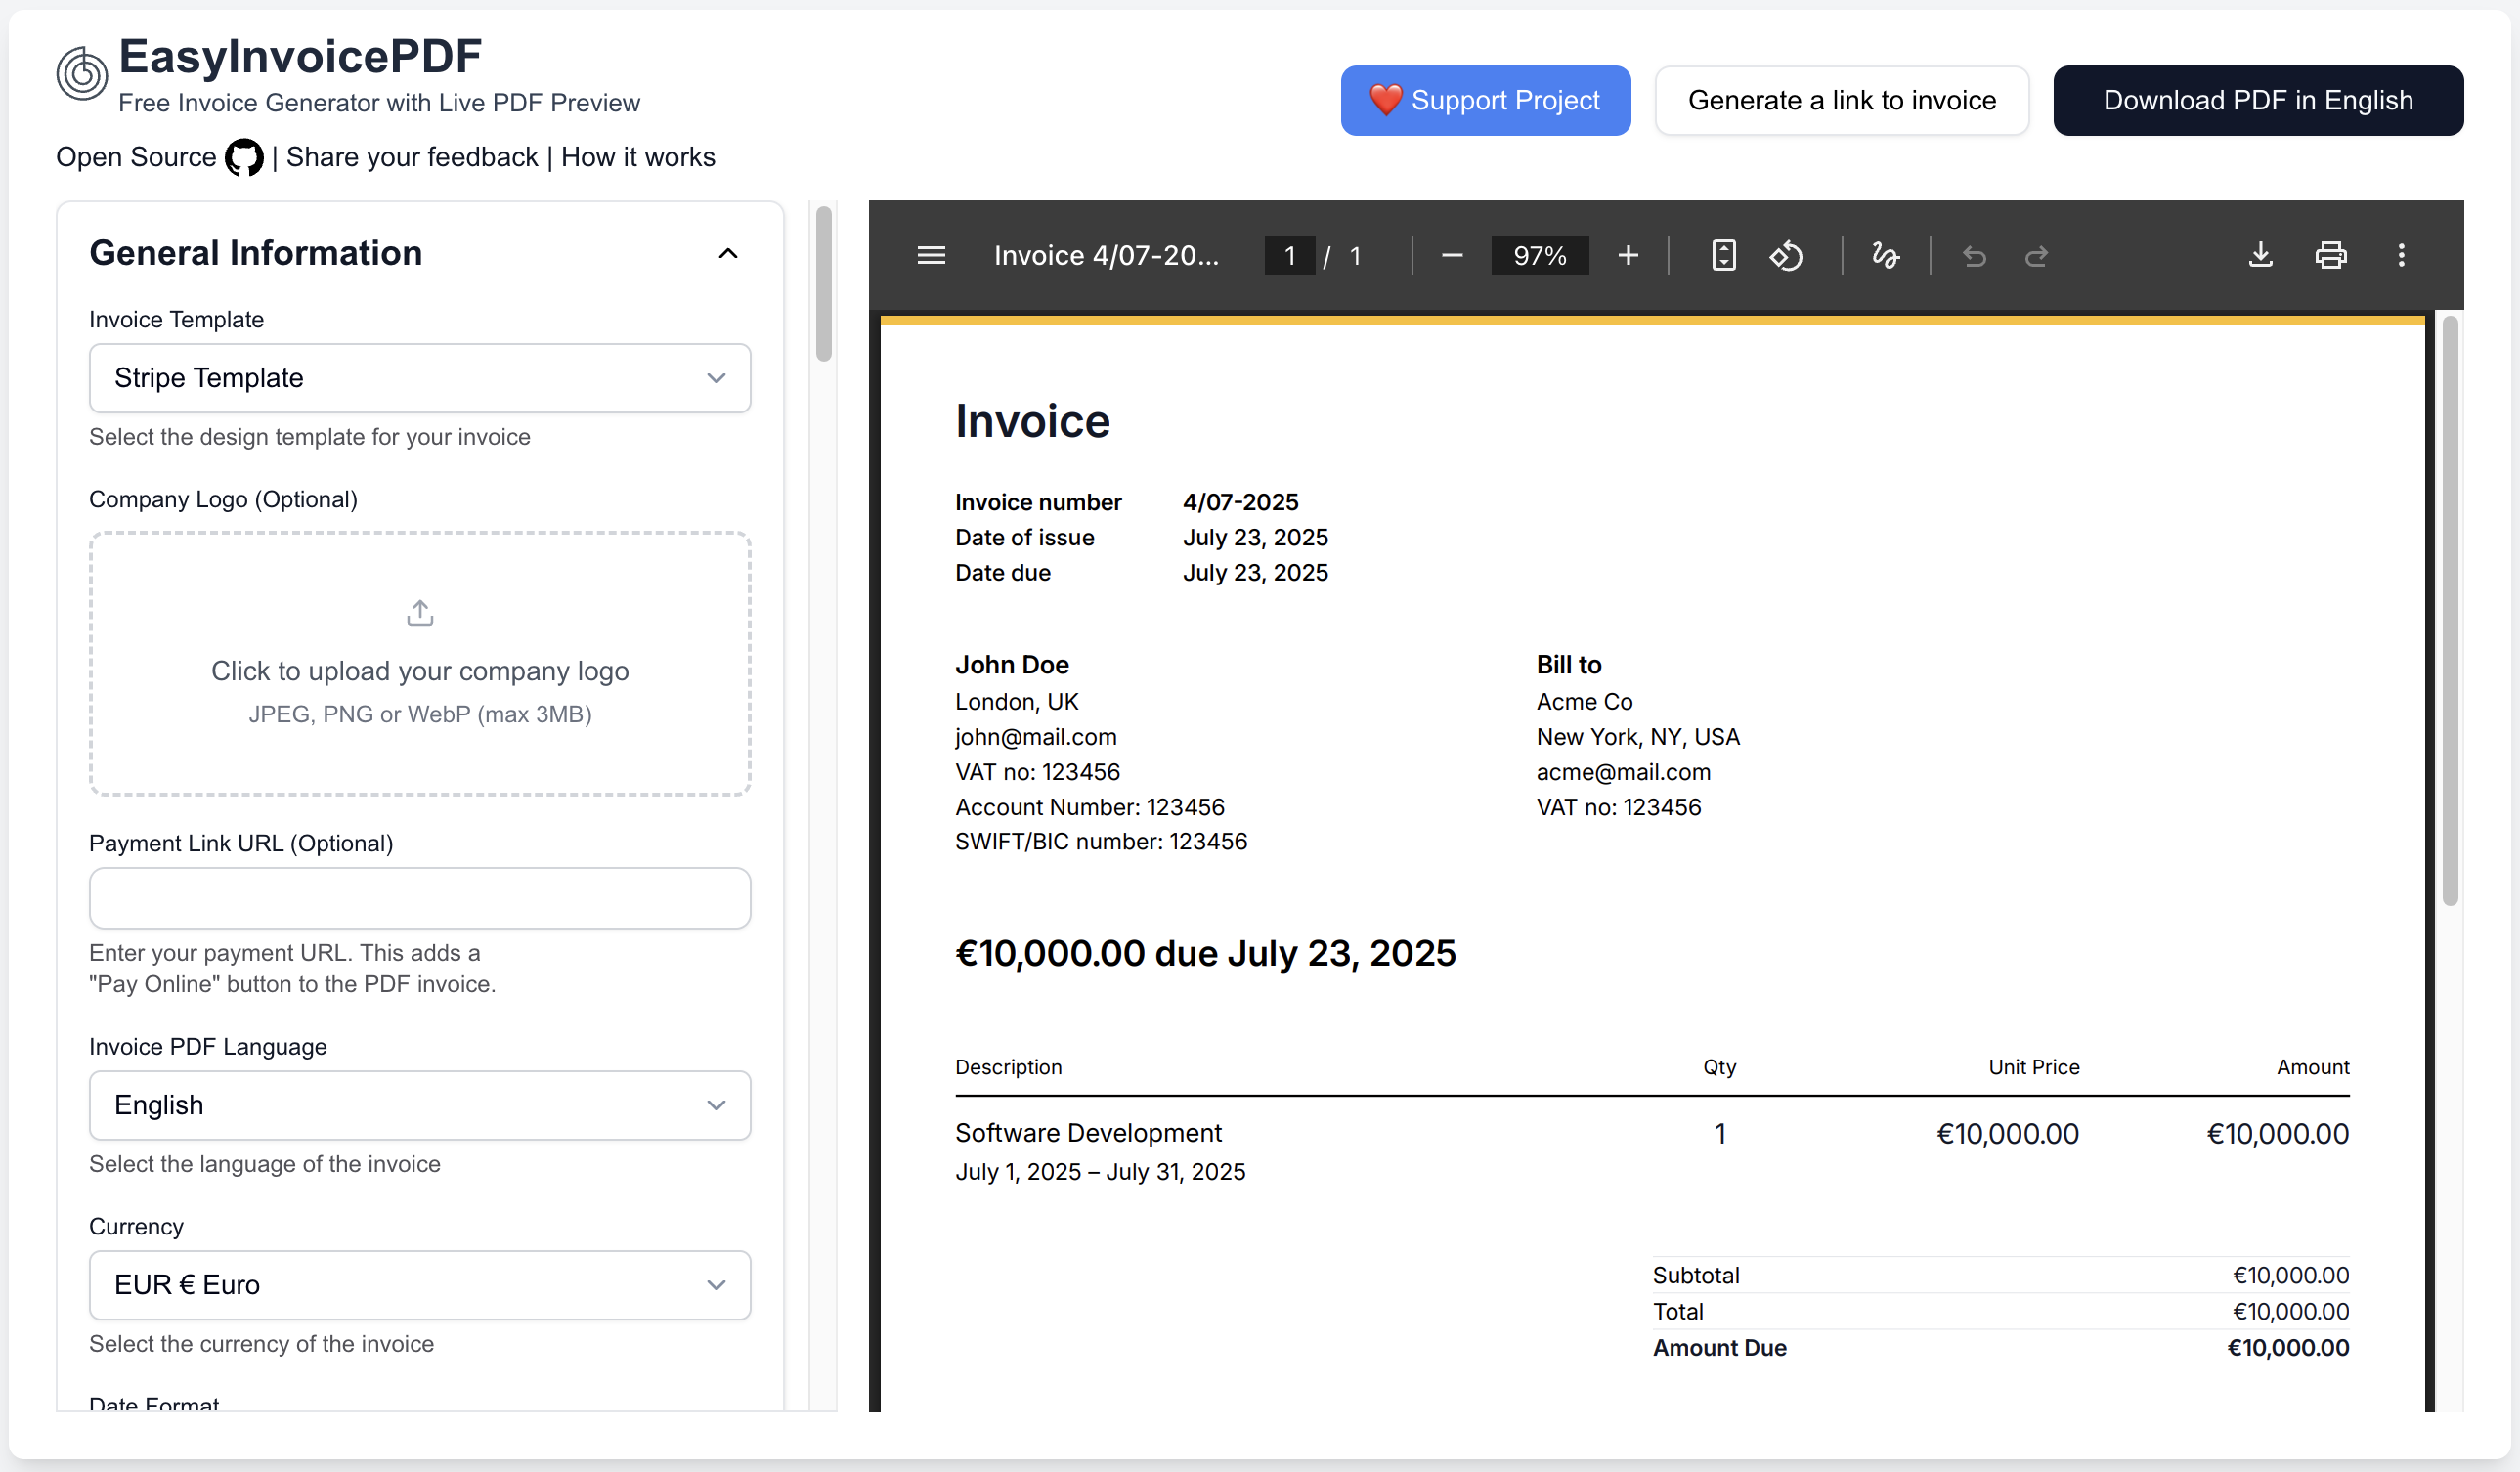 EasyInvoicePDF
Free Invoice Generator with Live PDF Preview
Open Source | Share your feedback | How it works
❤️ Support Project
Generate a link to invoice
Download PDF in English
General Information
Invoice Template
Stripe Template
Select the design template for your invoice
Company Logo (Optional)
Click to upload your company logo
JPEG, PNG or WebP (max 3MB)
Payment Link URL (Optional)
Enter your payment URL. This adds a
"Pay Online" button to the PDF invoice.
Invoice PDF Language
English
Select the language of the invoice
Currency
EUR € Euro
Select the currency of the invoice
Date Format
Invoice 4/07-20... 1 / 1 97%
Invoice
Invoice number 4/07-2025
Date of issue July 23, 2025
Date due July 23, 2025
John Doe
London, UK
john@mail.com
VAT no: 123456
Account Number: 123456
SWIFT/BIC number: 123456
Bill to
Acme Co
New York, NY, USA
acme@mail.com
VAT no: 123456
€10,000.00 due July 23, 2025
Description Qty Unit Price Amount
Software Development 1 €10,000.00 €10,000.00
July 1, 2025 – July 31, 2025
Subtotal €10,000.00
Total €10,000.00
Amount Due €10,000.00